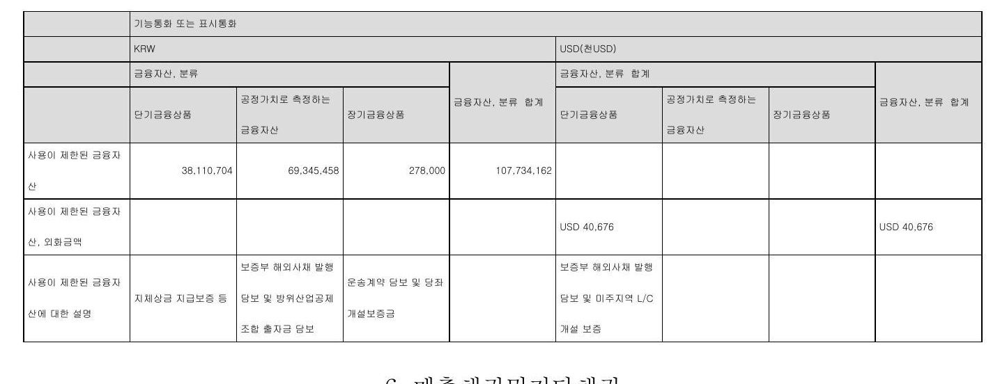 기능통화 또는 표시통화
KRW USD(천USD)
금융자산, 분류 금융자산, 분류 합계 금융자산, 분류 합계 금융자산, 분류 합계
단기금융상품 공정가치로 측정하는 금융자산 장기금융상품 단기금융상품 공정가치로 측정하는 금융자산 장기금융상품
사용이 제한된 금융자산 38,110,704 69,345,458 278,000 107,734,162
사용이 제한된 금융자산, 외화금액 USD 40,676 USD 40,676
사용이 제한된 금융자산에 대한 설명 지체상금 지급보증 등 보증부 해외사채 발행 담보 및 방위산업공제조합 출자금 담보 운송계약 담보 및 당좌개설보증금 보증부 해외사채 발행 담보 및 미주지역 L/C 개설 보증